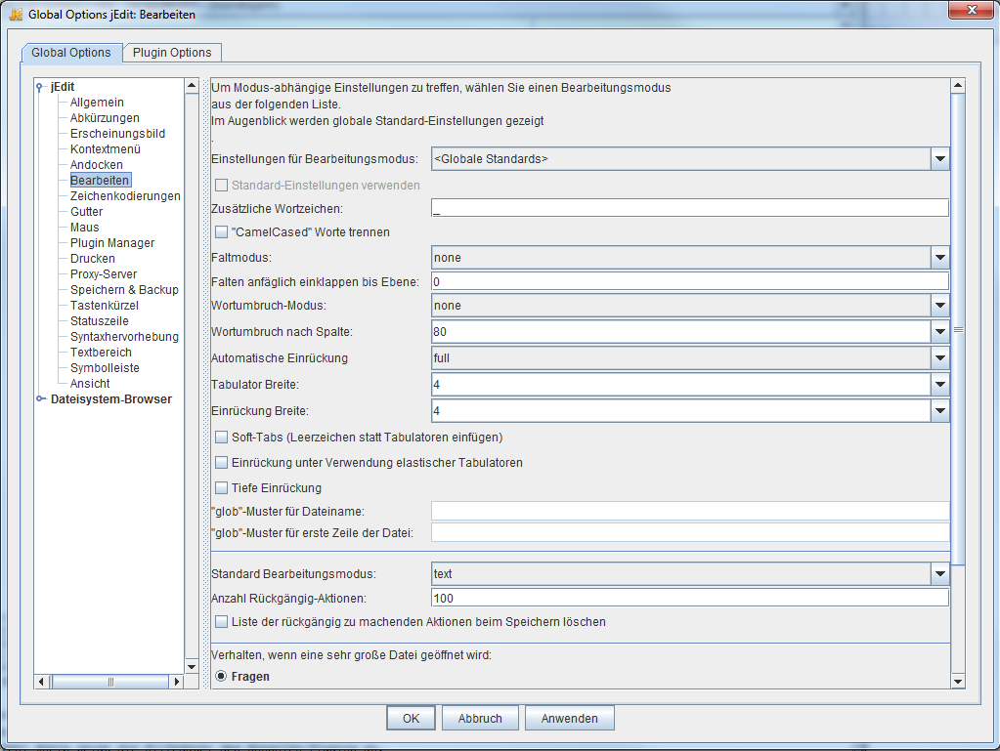 Global Options jEdit: Bearbeiten
Global Options
Plugin Options
jEdit
Allgemein
Abkürzungen
Erscheinungsbild
Kontextmenü
Andocken
Bearbeiten
Zeichenkodierungen
Gutter
Maus
Plugin Manager
Drucken
Proxy-Server
Speichern & Backup
Tastenkürzel
Statuszeile
Syntaxhervorhebung
Textbereich
Symbolleiste
Ansicht
Dateisystem-Browser
Um Modus-abhängige Einstellungen zu treffen, wählen Sie einen Bearbeitungsmodus
aus der folgenden Liste.
Im Augenblick werden globale Standard-Einstellungen gezeigt
.
Einstellungen für Bearbeitungsmodus: <Globale Standards>
Standard-Einstellungen verwenden
Zusätzliche Wortzeichen: _
"CamelCased" Worte trennen
Faltmodus: none
Falten anfäglich einklappen bis Ebene: 0
Wortumbruch-Modus: none
Wortumbruch nach Spalte: 80
Automatische Einrückung full
Tabulator Breite: 4
Einrückung Breite: 4
Soft-Tabs (Leerzeichen statt Tabulatoren einfügen)
Einrückung unter Verwendung elastischer Tabulatoren
Tiefe Einrückung
"glob"-Muster für Dateiname:
"glob"-Muster für erste Zeile der Datei:
Standard Bearbeitungsmodus: text
Anzahl Rückgängig-Aktionen: 100
Liste der rückgängig zu machenden Aktionen beim Speichern löschen
Verhalten, wenn eine sehr große Datei geöffnet wird:
Fragen
OK
Abbruch
Anwenden